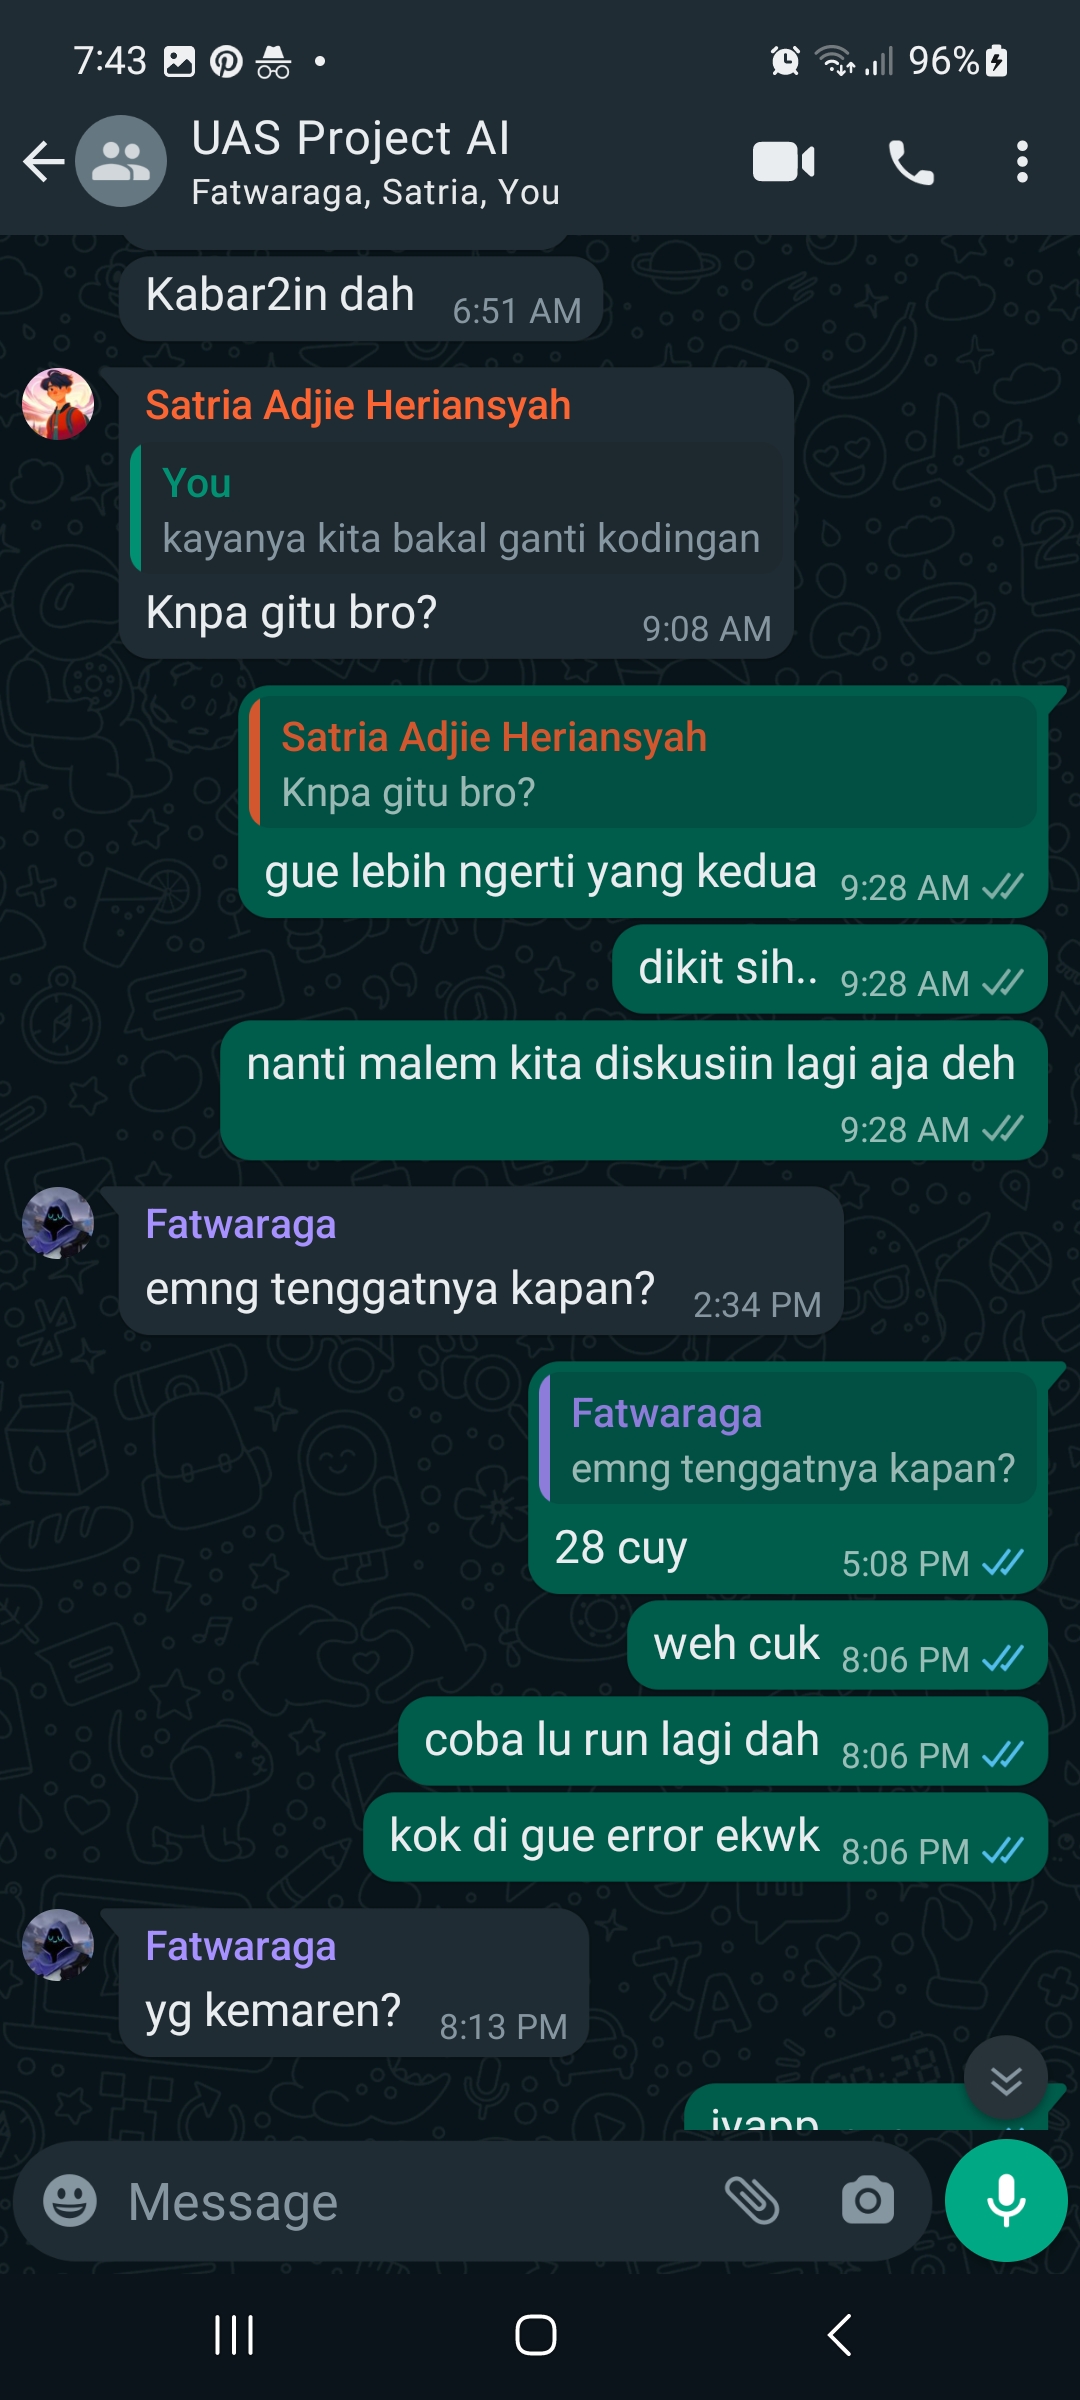 7:43
96%
UAS Project AI
Fatwaraga, Satria, You
Kabar2in dah
6:51 AM
Satria Adjie Heriansyah
You
kayanya kita bakal ganti kodingan
Knpa gitu bro?
9:08 AM
Satria Adjie Heriansyah
Knpa gitu bro?
gue lebih ngerti yang kedua
9:28 AM
dikit sih..
9:28 AM
nanti malem kita diskusiin lagi aja deh
9:28 AM
Fatwaraga
emng tenggatnya kapan?
2:34 PM
Fatwaraga
emng tenggatnya kapan?
28 cuy
5:08 PM
weh cuk
8:06 PM
coba lu run lagi dah
8:06 PM
kok di gue error ekwk
8:06 PM
Fatwaraga
yg kemaren?
8:13 PM
Message